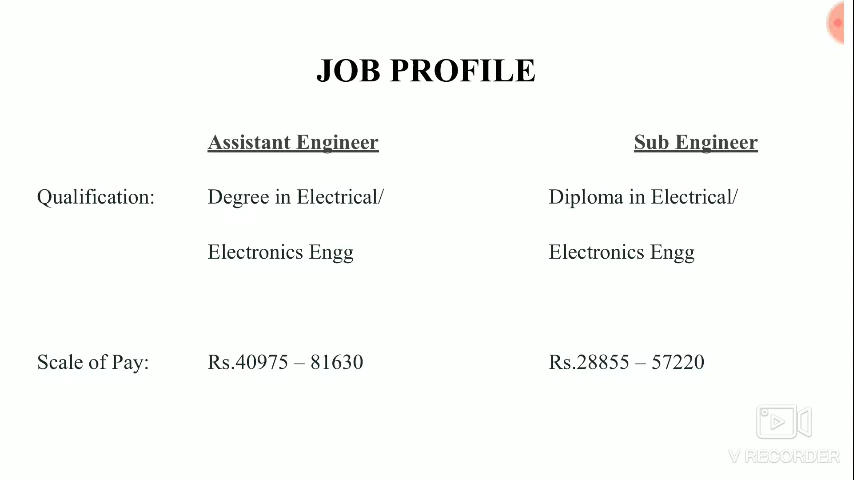 JOB PROFILE
Assistant Engineer Sub Engineer
Qualification: Degree in Electrical/ Diploma in Electrical/
Electronics Engg Electronics Engg
Scale of Pay: Rs.40975 – 81630 Rs.28855 – 57220
V RECORDER